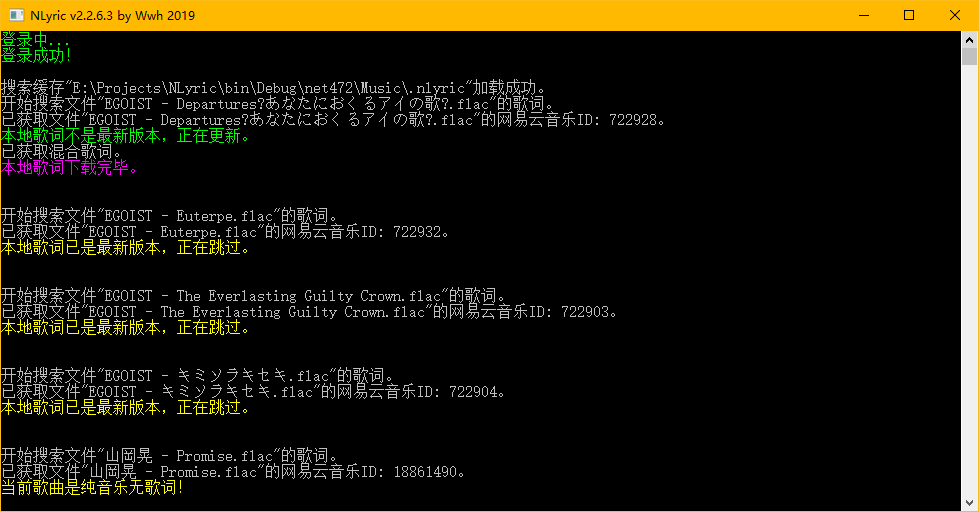 NLyric v2.2.6.3 by Wwh 2019
登录中...
登录成功!
搜索缓存"E:\Projects\NLyric\bin\Debug\net472\Music\.nlyric"加载成功。
开始搜索文件"EGOIST - Departures?あなたにおくるアイの歌?.flac"的歌词。
已获取文件"EGOIST - Departures?あなたにおくるアイの歌?.flac"的网易云音乐ID: 722928。
本地歌词不是最新版本，正在更新。
已获取混合歌词。
本地歌词下载完毕。
开始搜索文件"EGOIST - Euterpe.flac"的歌词。
已获取文件"EGOIST - Euterpe.flac"的网易云音乐ID: 722932。
本地歌词已是最新版本，正在跳过。
开始搜索文件"EGOIST - The Everlasting Guilty Crown.flac"的歌词。
已获取文件"EGOIST - The Everlasting Guilty Crown.flac"的网易云音乐ID: 722903。
本地歌词已是最新版本，正在跳过。
开始搜索文件"EGOIST - キミソラキセキ.flac"的歌词。
已获取文件"EGOIST - キミソラキセキ.flac"的网易云音乐ID: 722904。
本地歌词已是最新版本，正在跳过。
开始搜索文件"山岡晃 - Promise.flac"的歌词。
已获取文件"山岡晃 - Promise.flac"的网易云音乐ID: 18861490。
当前歌曲是纯音乐无歌词!